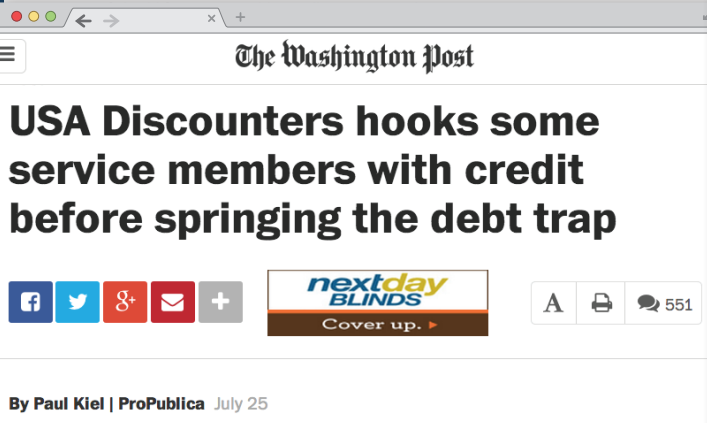 The Washington Post
USA Discounters hooks some
service members with credit
before springing the debt trap
nextday
BLINDS
Cover up.
A
551
By Paul Kiel | ProPublica July 25